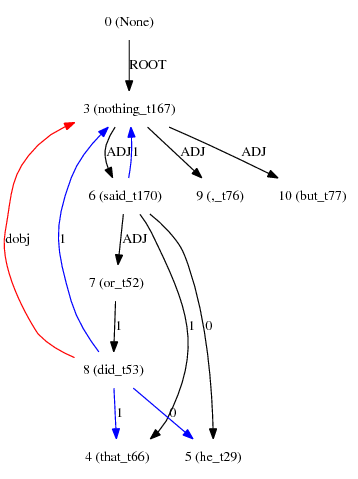 0 (None)
ROOT
3 (nothing_t167)
ADJ 1 ADJ ADJ
6 (said_t170) 9 (,_t76) 10 (but_t77)
dobj 1 ADJ
7 (or_t52)
1 1 0
8 (did_t53)
1 0
4 (that_t66) 5 (he_t29)